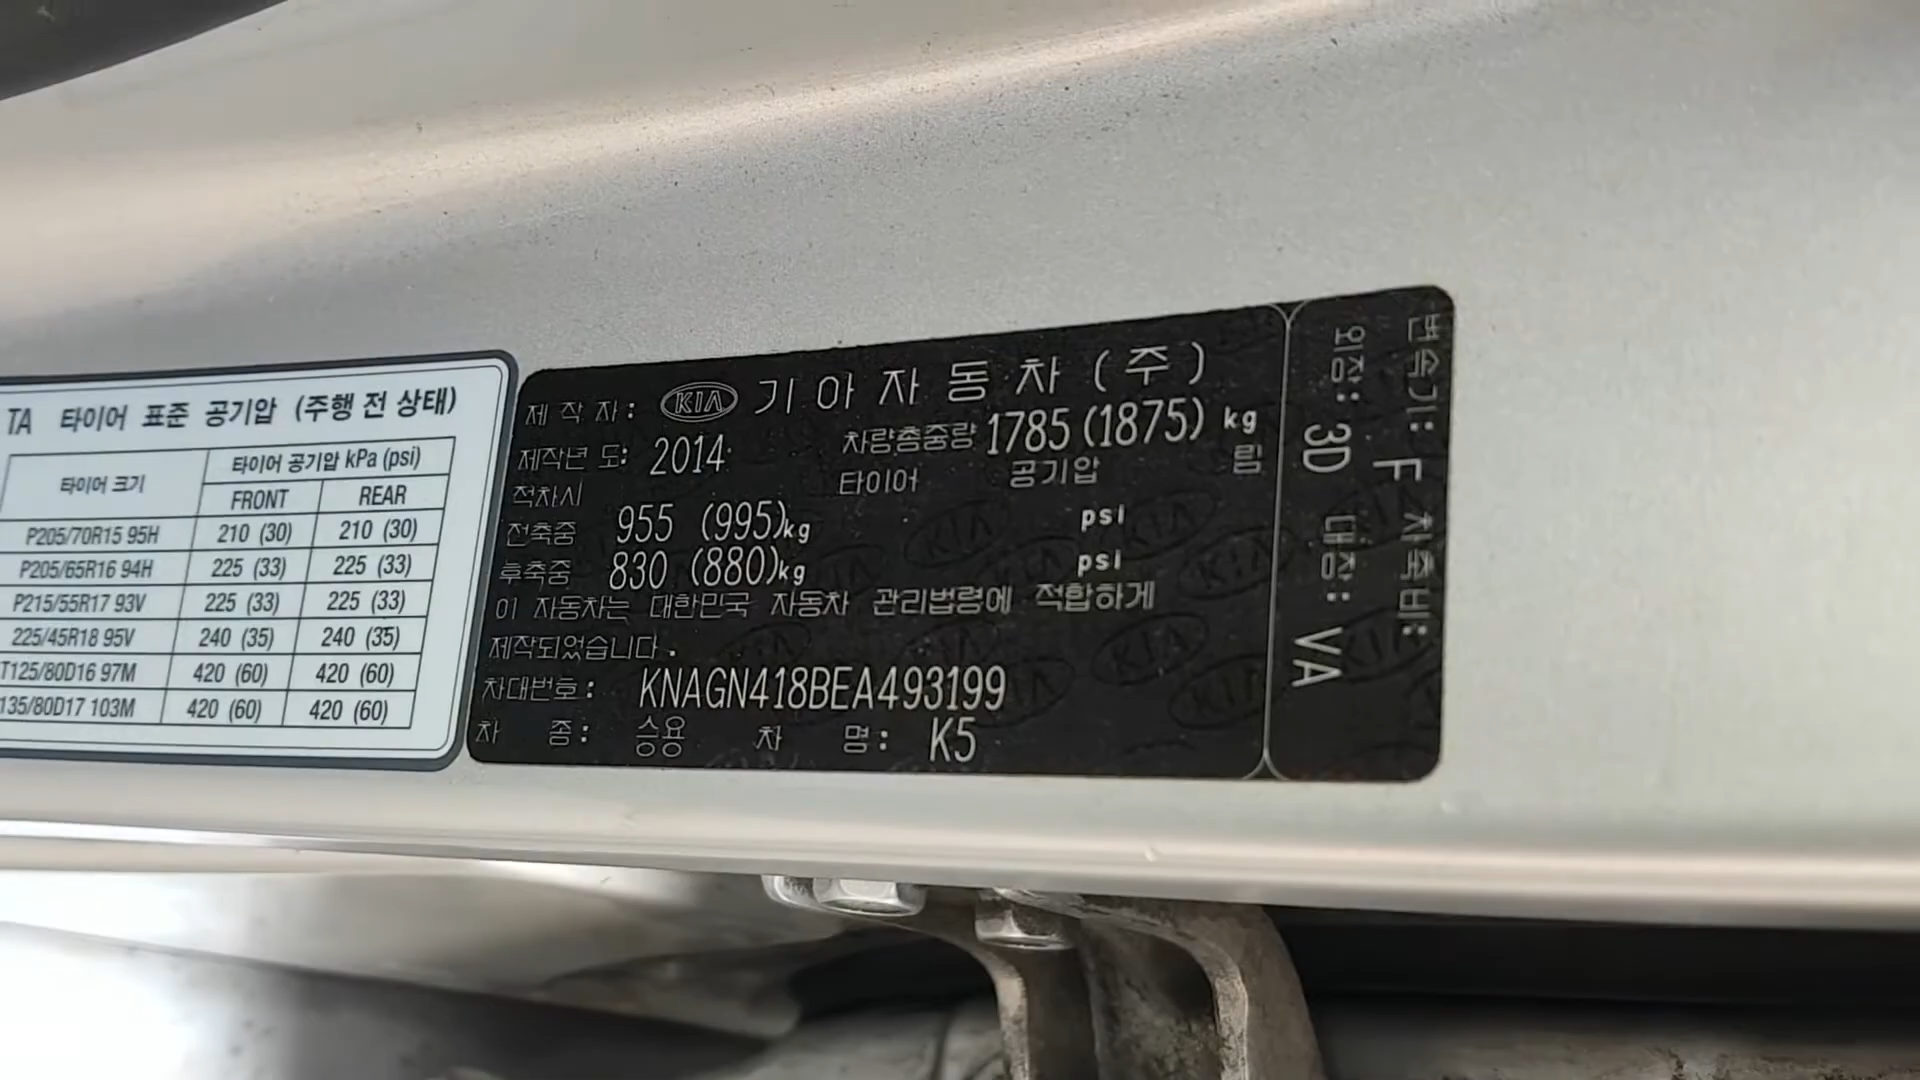 TA 타이어 표준 공기압 (주행 전 상태)
타이어 크기 타이어 공기압 kPa (psi)
FRONT REAR
P205/70R15 95H 210 (30) 210 (30)
P205/65R16 94H 225 (33) 225 (33)
P215/55R17 93V 225 (33) 225 (33)
225/45R18 95V 240 (35) 240 (35)
T125/80D16 97M 420 (60) 420 (60)
135/80D17 103M 420 (60) 420 (60)
제작자: KIA 기아자동차(주)
제작년도: 2014 차량총중량 1785(1875) kg
적차시 타이어 공기압 림
전축중 955 (995)kg psi
후축중 830 (880)kg psi
이 자동차는 대한민국 자동차 관리법령에 적합하게
제작되었습니다.
차대번호: KNAGN418BEA493199
차 종: 승용 차 명: K5
변속기: F 차축비:
외장: 3D 내장: VA